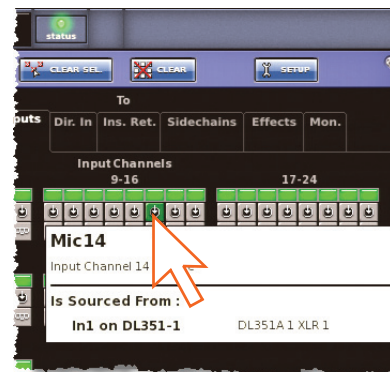 status
CLEAR SEL. CLEAR SETUP
To
puts Dir. In Ins. Ret. Sidechains Effects Mon.
Input Channels
9-16 17-24
Mic14
Input Channel 14
Is Sourced From :
In1 on DL351-1 DL351A 1 XLR 1